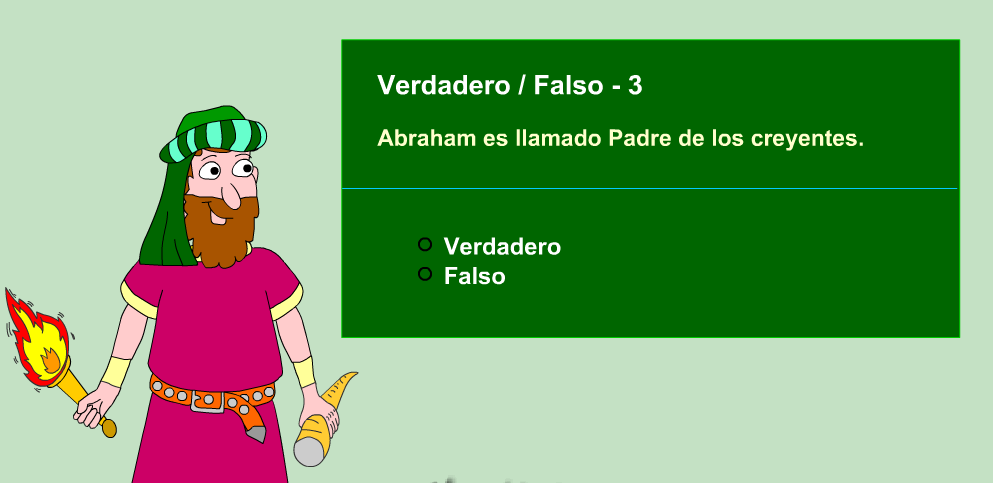 Verdadero / Falso - 3
Abraham es llamado Padre de los creyentes.
Verdadero
Falso